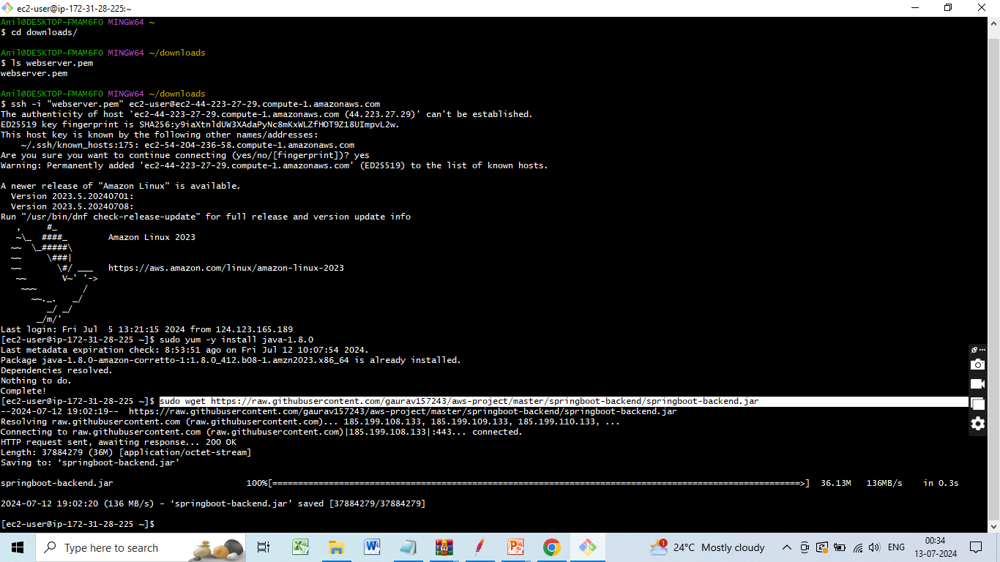 ec2-user@ip-172-31-28-225:~
Anil@DESKTOP-FMAM6FO MINGW64 ~
$ cd downloads/
Anil@DESKTOP-FMAM6FO MINGW64 ~/downloads
$ ls webserver.pem
webserver.pem
Anil@DESKTOP-FMAM6FO MINGW64 ~/downloads
$ ssh -i "webserver.pem" ec2-user@ec2-44-223-27-29.compute-1.amazonaws.com
The authenticity of host 'ec2-44-223-27-29.compute-1.amazonaws.com (44.223.27.29)' can't be established.
ED25519 key fingerprint is SHA256:y9iaXtnldUW3XAdaPyNc8mKxWLZfHOT9Z18UImpvL2w.
This host key is known by the following other names/addresses:
    ~/.ssh/known_hosts:175: ec2-54-204-236-58.compute-1.amazonaws.com
Are you sure you want to continue connecting (yes/no/[fingerprint])? yes
Warning: Permanently added 'ec2-44-223-27-29.compute-1.amazonaws.com' (ED25519) to the list of known hosts.
A newer release of "Amazon Linux" is available.
  Version 2023.5.20240701:
  Version 2023.5.20240708:
Run "/usr/bin/dnf check-release-update" for full release and version update info
   ,     #_
   ~\_  ####_        Amazon Linux 2023
  ~~  \_#####\
  ~~     \###|
  ~~       \#/ ___   https://aws.amazon.com/linux/amazon-linux-2023
   ~~       V~' '->
    ~~~         /
      ~~._.   _/
         _/ _/
       _/m/'
Last login: Fri Jul  5 13:21:15 2024 from 124.123.165.189
[ec2-user@ip-172-31-28-225 ~]$ sudo yum -y install java-1.8.0
Last metadata expiration check: 8:53:51 ago on Fri Jul 12 10:07:54 2024.
Package java-1.8.0-amazon-corretto-1:1.8.0_412.b08-1.amzn2023.x86_64 is already installed.
Dependencies resolved.
Nothing to do.
Complete!
[ec2-user@ip-172-31-28-225 ~]$ sudo wget https://raw.githubusercontent.com/gaurav157243/aws-project/master/springboot-backend/springboot-backend.jar
--2024-07-12 19:02:19--  https://raw.githubusercontent.com/gaurav157243/aws-project/master/springboot-backend/springboot-backend.jar
Resolving raw.githubusercontent.com (raw.githubusercontent.com)... 185.199.108.133, 185.199.109.133, 185.199.110.133, ...
Connecting to raw.githubusercontent.com (raw.githubusercontent.com)|185.199.108.133|:443... connected.
HTTP request sent, awaiting response... 200 OK
Length: 37884279 (36M) [application/octet-stream]
Saving to: ‘springboot-backend.jar’
springboot-backend.jar                          100%[=======================================================================================================>]  36.13M   136MB/s    in 0.3s
2024-07-12 19:02:20 (136 MB/s) - ‘springboot-backend.jar’ saved [37884279/37884279]
[ec2-user@ip-172-31-28-225 ~]$
Type here to search
1
24°C Mostly cloudy
ENG
00:34
13-07-2024